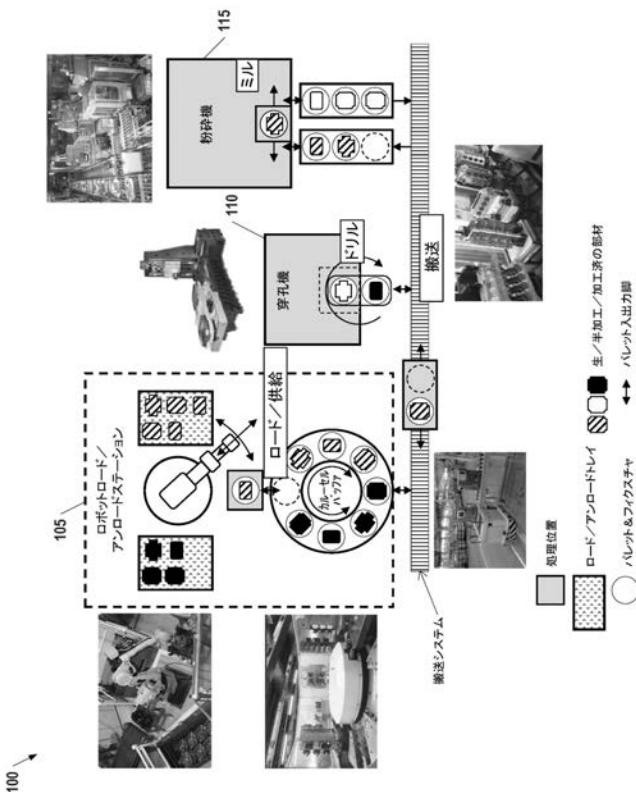 100
105
ロボットロード／
アンロードステーション
ロード／供給
カルーセル
バッファ
110
穿孔機
ドリル
115
粉砕機
ミル
搬送
搬送システム
処理位置
ロード／アンロードトレイ
パレット＆フィクスチャ
生／半加工／加工済の部材
パレット入出力脚